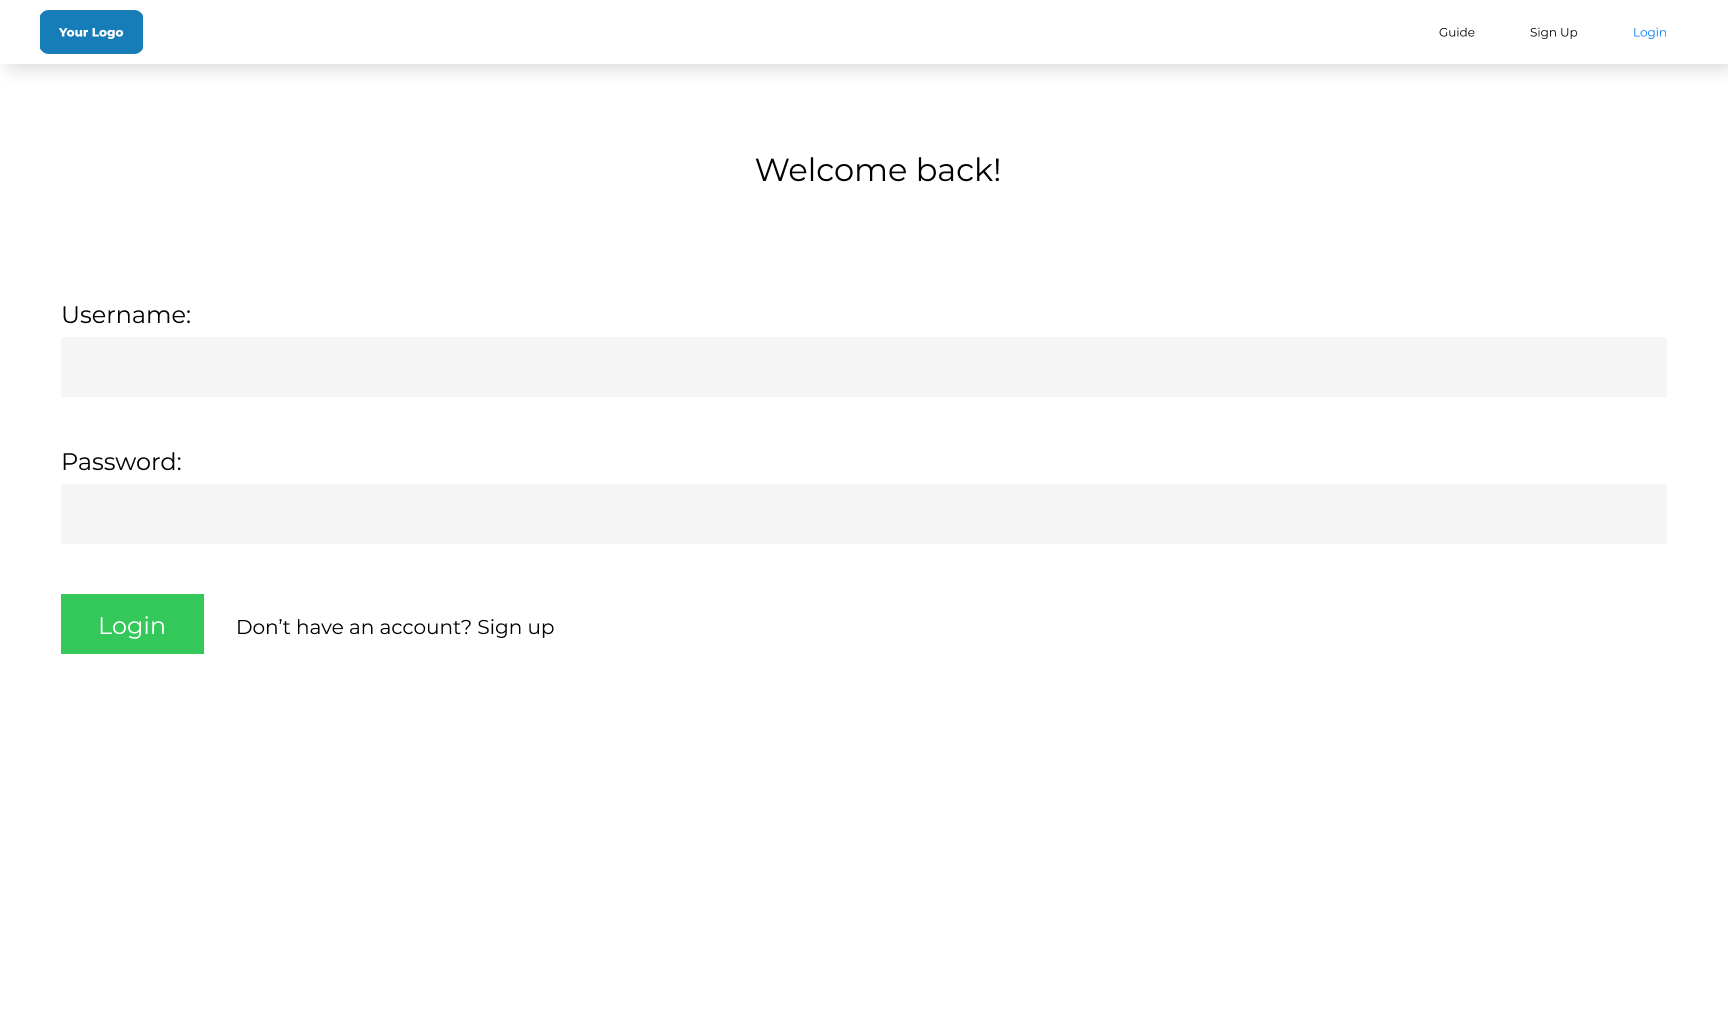 Your Logo
Guide
Sign Up
Login
Welcome back!
Username:
Password:
Login
Don’t have an account? Sign up